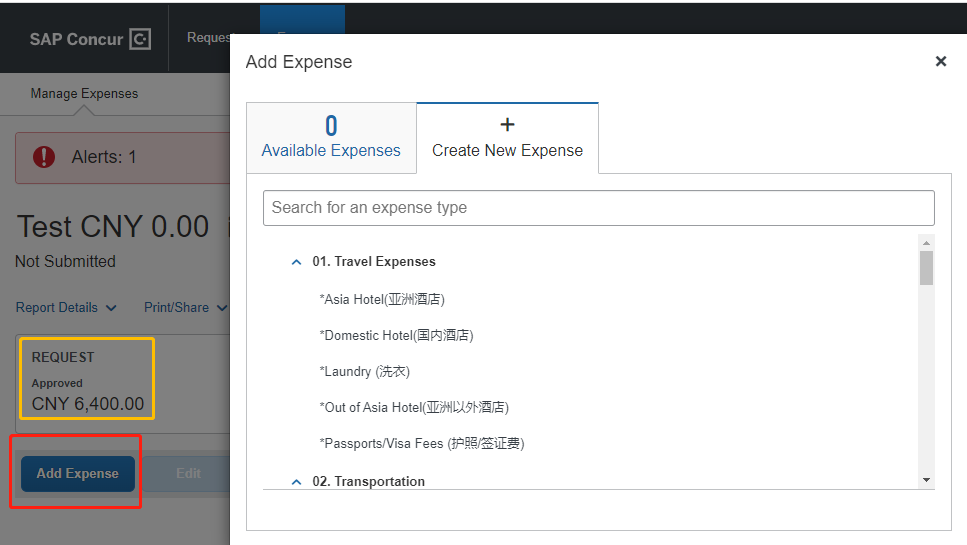 SAP Concur
Add Expense
Manage Expenses
0
Available Expenses
+
Create New Expense
Alerts: 1
Search for an expense type
Test CNY 0.00
Not Submitted
01. Travel Expenses
*Asia Hotel(亚洲酒店)
Report Details
Print/Share
*Domestic Hotel(国内酒店)
REQUEST
Approved
CNY 6,400.00
*Laundry (洗衣)
*Out of Asia Hotel(亚洲以外酒店)
*Passports/Visa Fees (护照/签证费)
Add Expense
Edit
02. Transportation